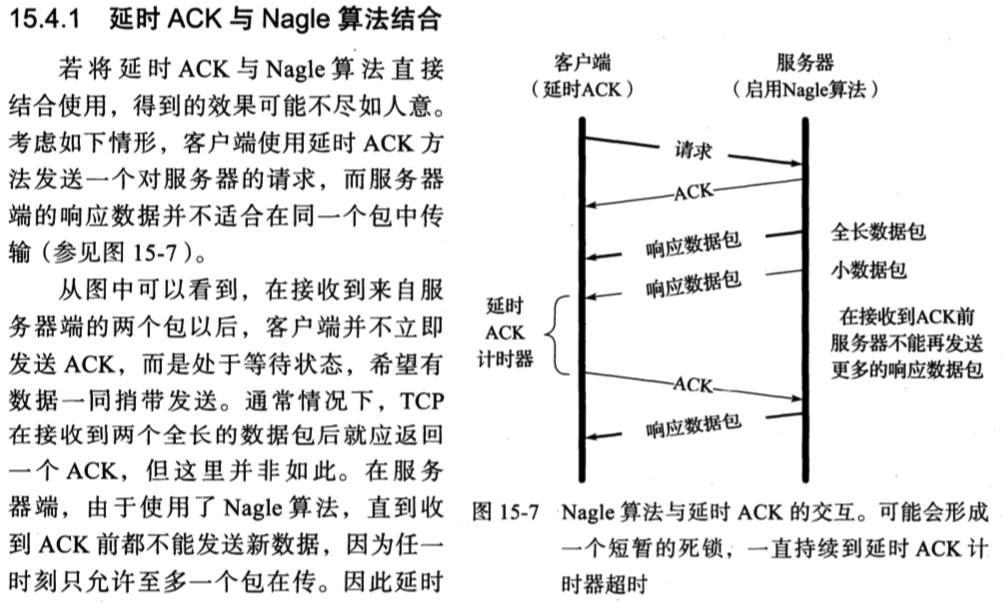 15.4.1 延时 ACK 与 Nagle 算法结合
若将延时 ACK 与 Nagle 算法直接
结合使用，得到的效果可能不尽如人意。
考虑如下情形，客户端使用延时 ACK 方
法发送一个对服务器的请求，而服务器
端的响应数据并不适合在同一个包中传
输（参见图 15-7）。
从图中可以看到，在接收到来自服
务器端的两个包以后，客户端并不立即
发送 ACK，而是处于等待状态，希望有
数据一同捎带发送。通常情况下，TCP
在接收到两个全长的数据包后就应返回
一个 ACK，但这里并非如此。在服务
器端，由于使用了 Nagle 算法，直到收
到 ACK 前都不能发送新数据，因为任一
时刻只允许至多一个包在传。因此延时
客户端
（延时ACK）
服务器
（启用Nagle算法）
请求
ACK
响应数据包
全长数据包
响应数据包
小数据包
延时
ACK
计时器
在接收到ACK前
服务器不能再发送
更多的响应数据包
ACK
响应数据包
图 15-7 Nagle 算法与延时 ACK 的交互。可能会形成
一个短暂的死锁，一直持续到延时 ACK 计
时器超时